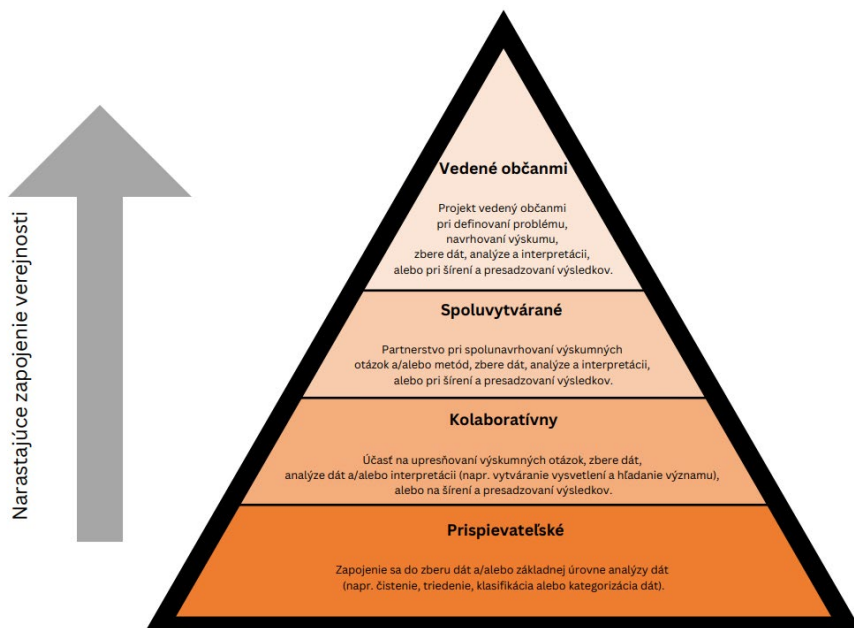 Narastajúce zapojenie verejnosti
Vedené občanmi
Projekt vedený občanmi
pri definovaní problému,
navrhovaní výskumu,
zbere dát, analýze a interpretácii,
alebo pri šírení a presadzovaní výsledkov.
Spoluvytvárané
Partnerstvo pri spolunavrhovaní výskumných
otázok a/alebo metód, zbere dát, analýze a interpretácii,
alebo pri šírení a presadzovaní výsledkov.
Kolaboratívny
Účasť na upresňovaní výskumných otázok, zbere dát,
analýze dát a/alebo interpretácii (napr. vytváranie vysvetlení a hľadanie významu),
alebo na šírení a presadzovaní výsledkov.
Prispievateľské
Zapojenie sa do zberu dát a/alebo základnej úrovne analýzy dát
(napr. čistenie, triedenie, klasifikácia alebo kategorizácia dát).